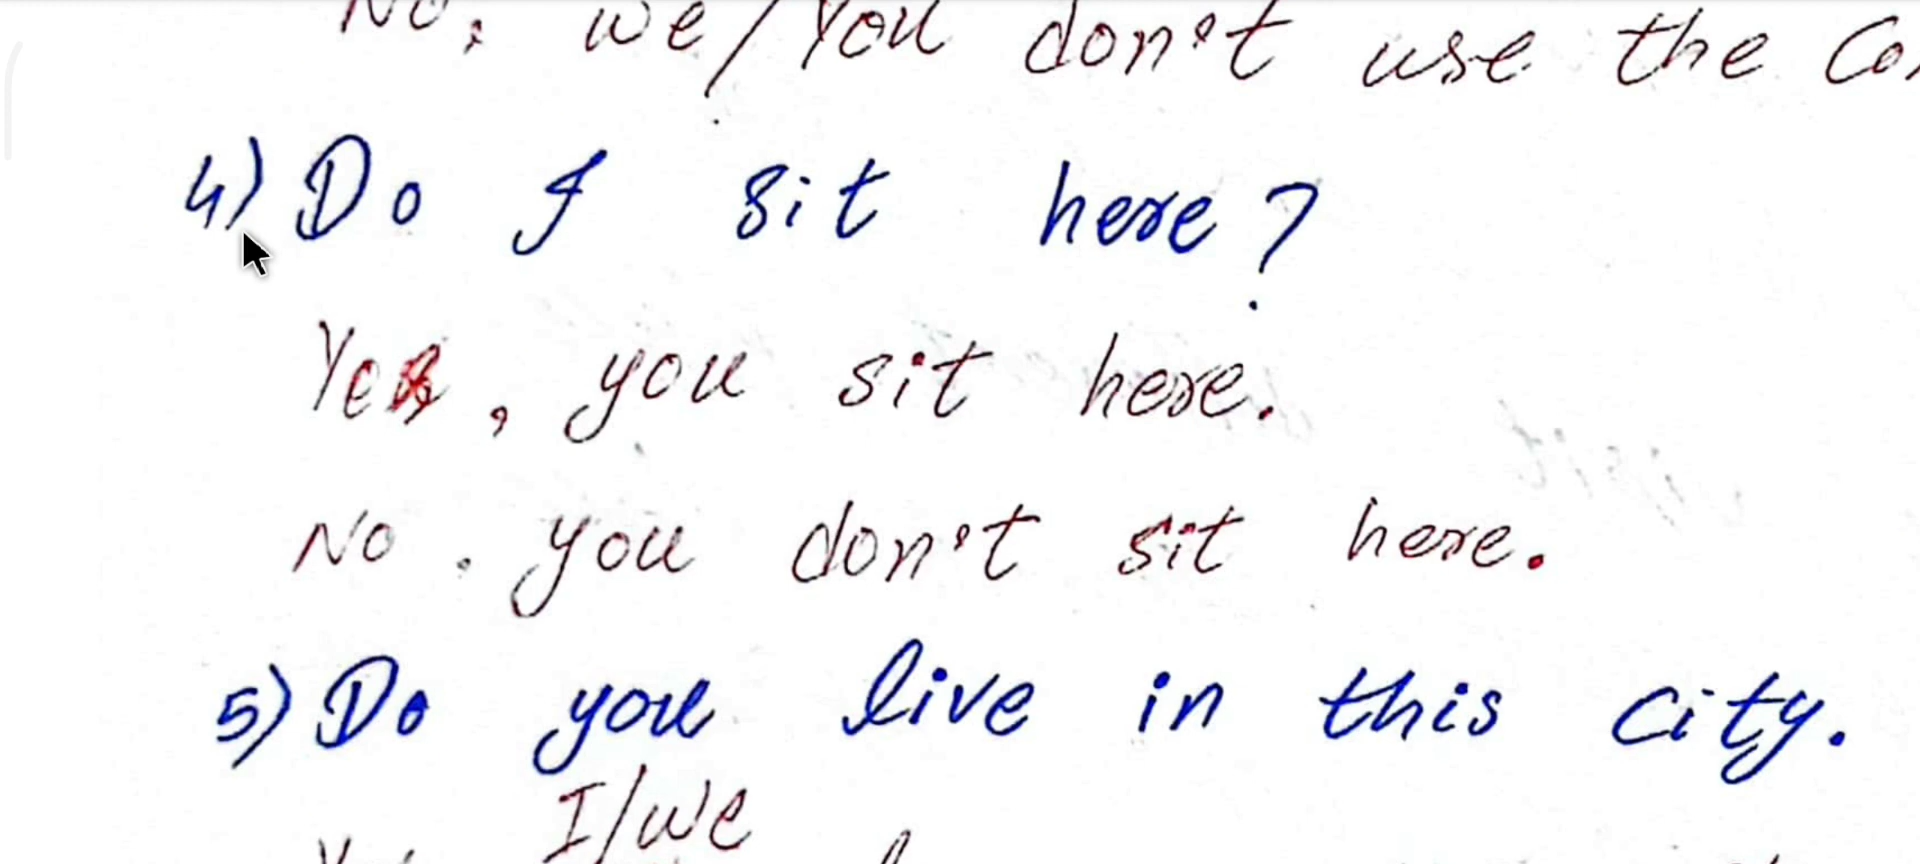 No, we/You don't use the
4) Do I sit here?
Yes, you sit here.
No, you don't sit here.
5) Do you live in this city.
I/we